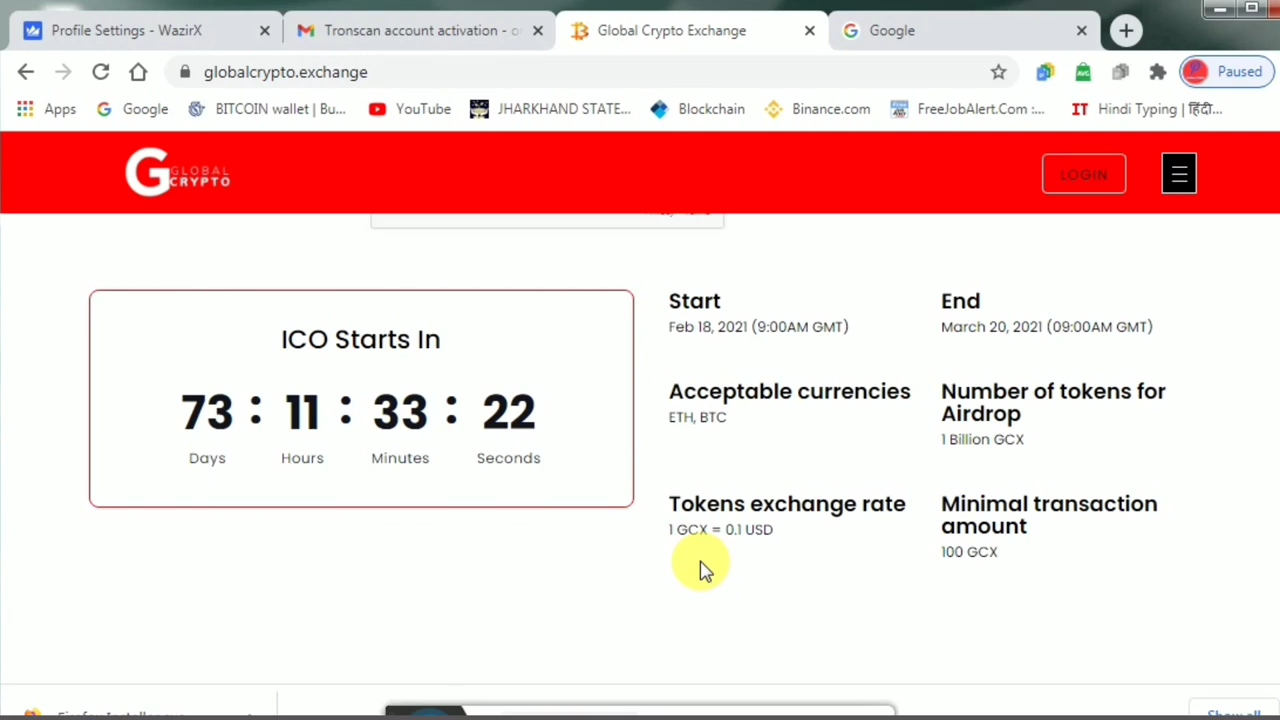 Profile Settings - WazirX
Tronscan account activation -
Global Crypto Exchange
Google
globalcrypto.exchange
Paused
Apps
Google
BITCOIN wallet | Bu...
YouTube
JHARKHAND STATE...
Blockchain
Binance.com
FreeJobAlert.Com :...
IT Hindi Typing | हिंदी...
GLOBAL
CRYPTO
LOGIN
ICO Starts In
73 : 11 : 33 : 22
Days Hours Minutes Seconds
Start
Feb 18, 2021 (9:00AM GMT)
End
March 20, 2021 (09:00AM GMT)
Acceptable currencies
ETH, BTC
Number of tokens for
Airdrop
1 Billion GCX
Tokens exchange rate
1 GCX = 0.1 USD
Minimal transaction
amount
100 GCX
Show all